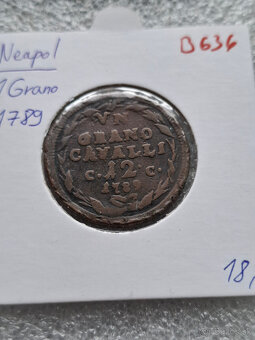 Neapol
1 Grano
1789
B636
VN
GRANO
CAVALLI
C. 12 C.
1789
18,